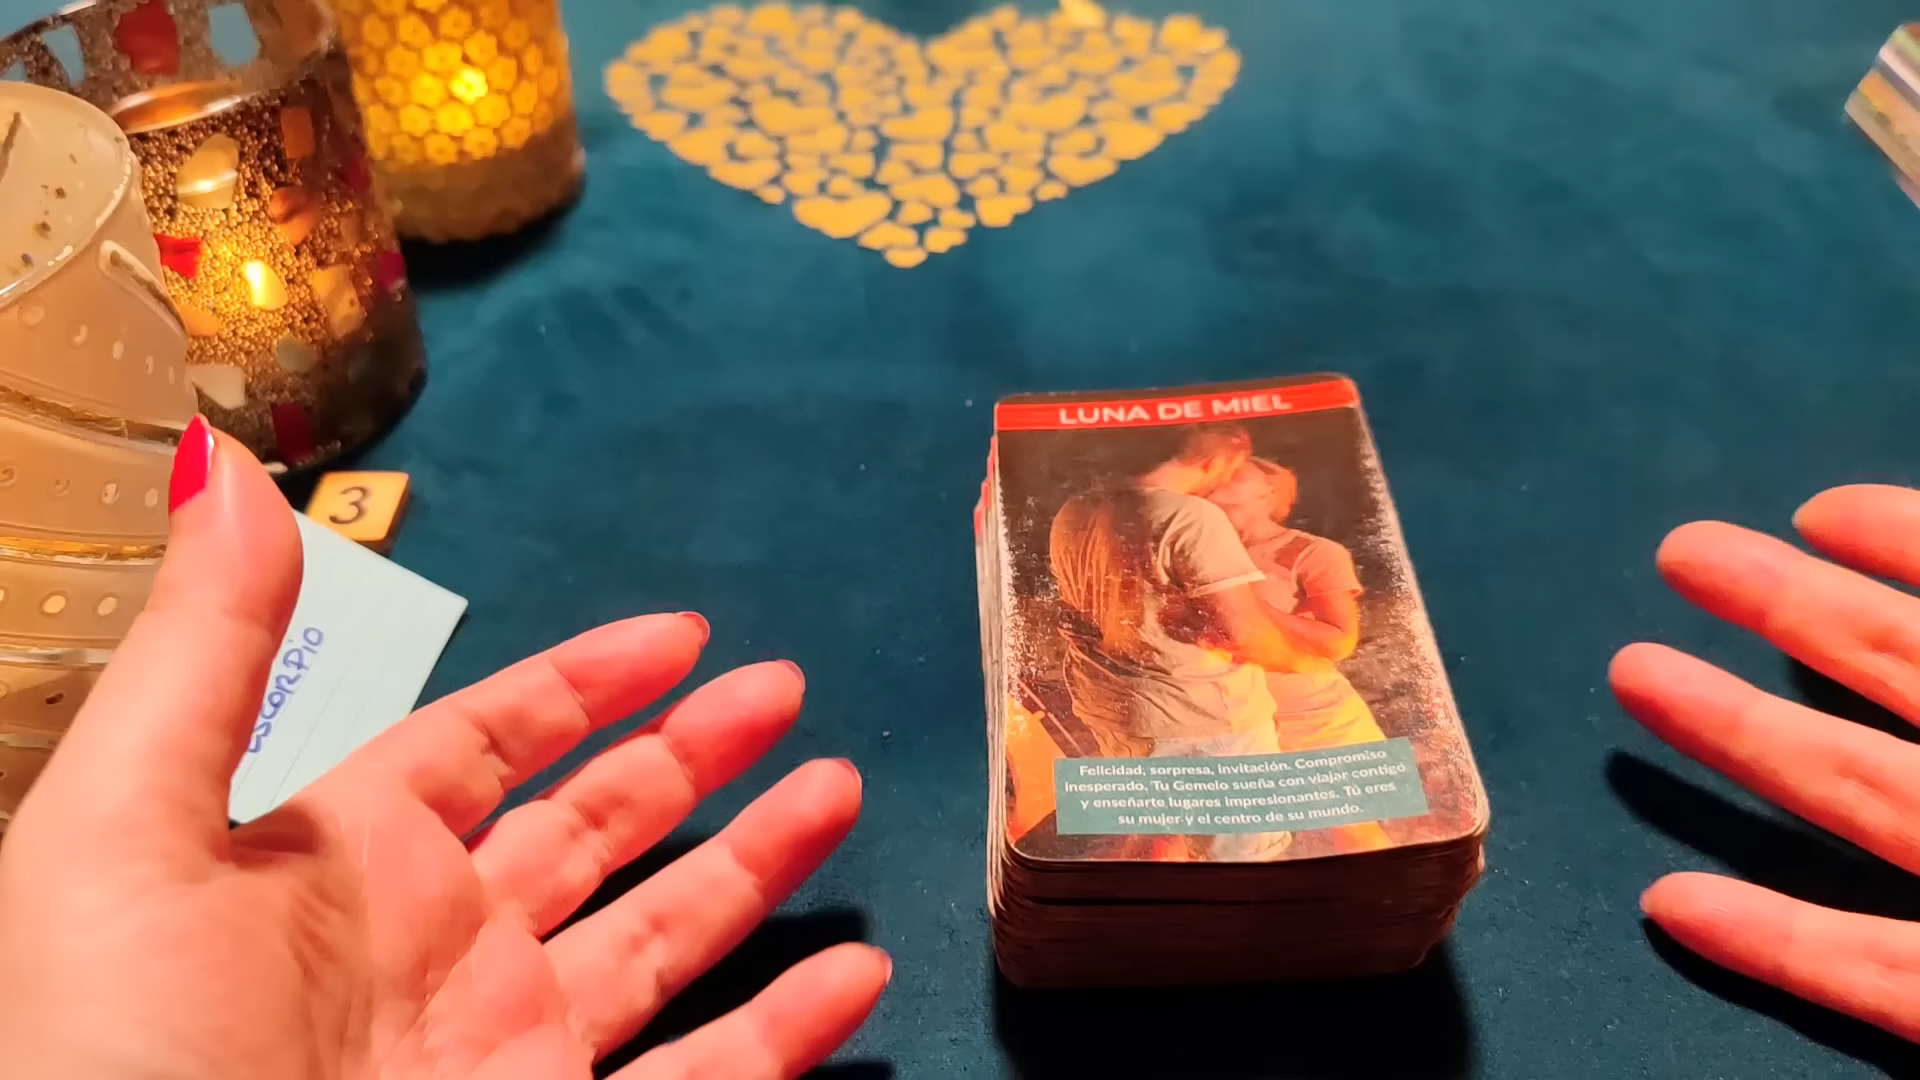 LUNA DE MIEL
3
ESCORPIO
Felicidad, sorpresa, invitación. Compromiso
inesperado. Tu Gemelo sueña con viajar contigo
y enseñarte lugares impresionantes. Tú eres
su mujer y el centro de su mundo.